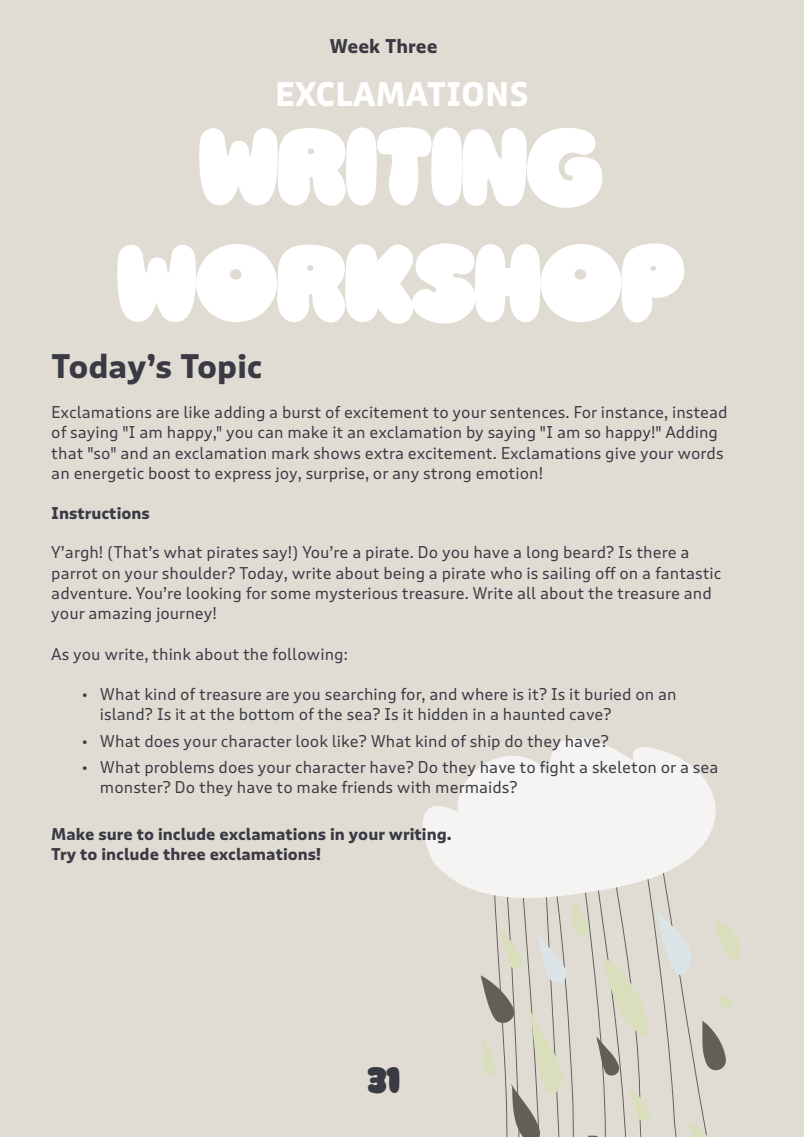 Week Three
EXCLAMATIONS
WRITING
WORKSHOP
Today’s Topic
Exclamations are like adding a burst of excitement to your sentences. For instance, instead
of saying "I am happy," you can make it an exclamation by saying "I am so happy!" Adding
that "so" and an exclamation mark shows extra excitement. Exclamations give your words
an energetic boost to express joy, surprise, or any strong emotion!
Instructions
Y’argh! (That’s what pirates say!) You’re a pirate. Do you have a long beard? Is there a
parrot on your shoulder? Today, write about being a pirate who is sailing off on a fantastic
adventure. You’re looking for some mysterious treasure. Write all about the treasure and
your amazing journey!
As you write, think about the following:
• What kind of treasure are you searching for, and where is it? Is it buried on an
island? Is it at the bottom of the sea? Is it hidden in a haunted cave?
• What does your character look like? What kind of ship do they have?
• What problems does your character have? Do they have to fight a skeleton or a sea
monster? Do they have to make friends with mermaids?
Make sure to include exclamations in your writing.
Try to include three exclamations!
31